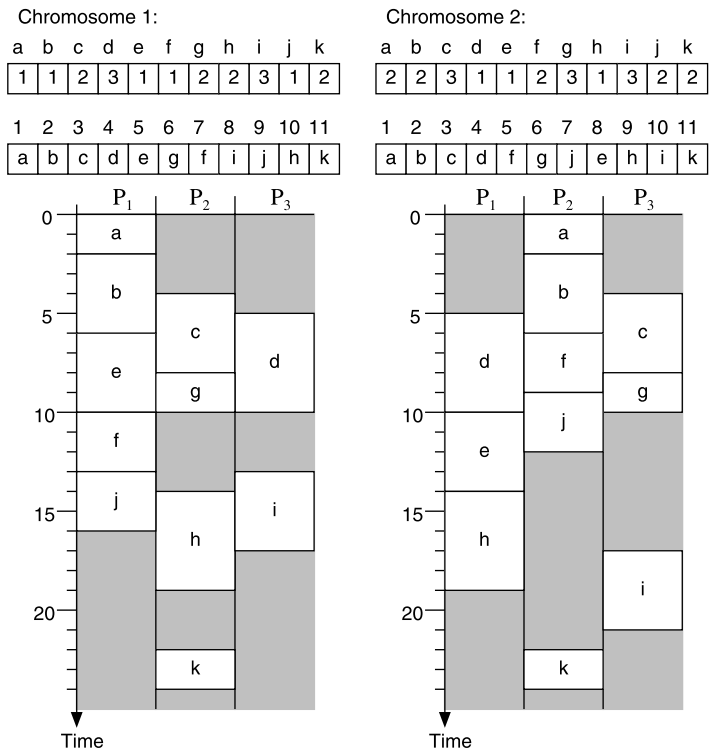 Chromosome 1:
a b c d e f g h i j k
1 1 2 3 1 1 2 2 3 1 2
1 2 3 4 5 6 7 8 9 10 11
a b c d e g f i j h k
P1 P2 P3
0
a
b
5
c
d
e
g
10
f
j
15
i
h
20
k
Time
Chromosome 2:
a b c d e f g h i j k
2 2 3 1 1 2 3 1 3 2 2
1 2 3 4 5 6 7 8 9 10 11
a b c d f g j e h i k
P1 P2 P3
0
a
b
5
c
d
f
g
10
j
e
15
h
i
20
k
Time